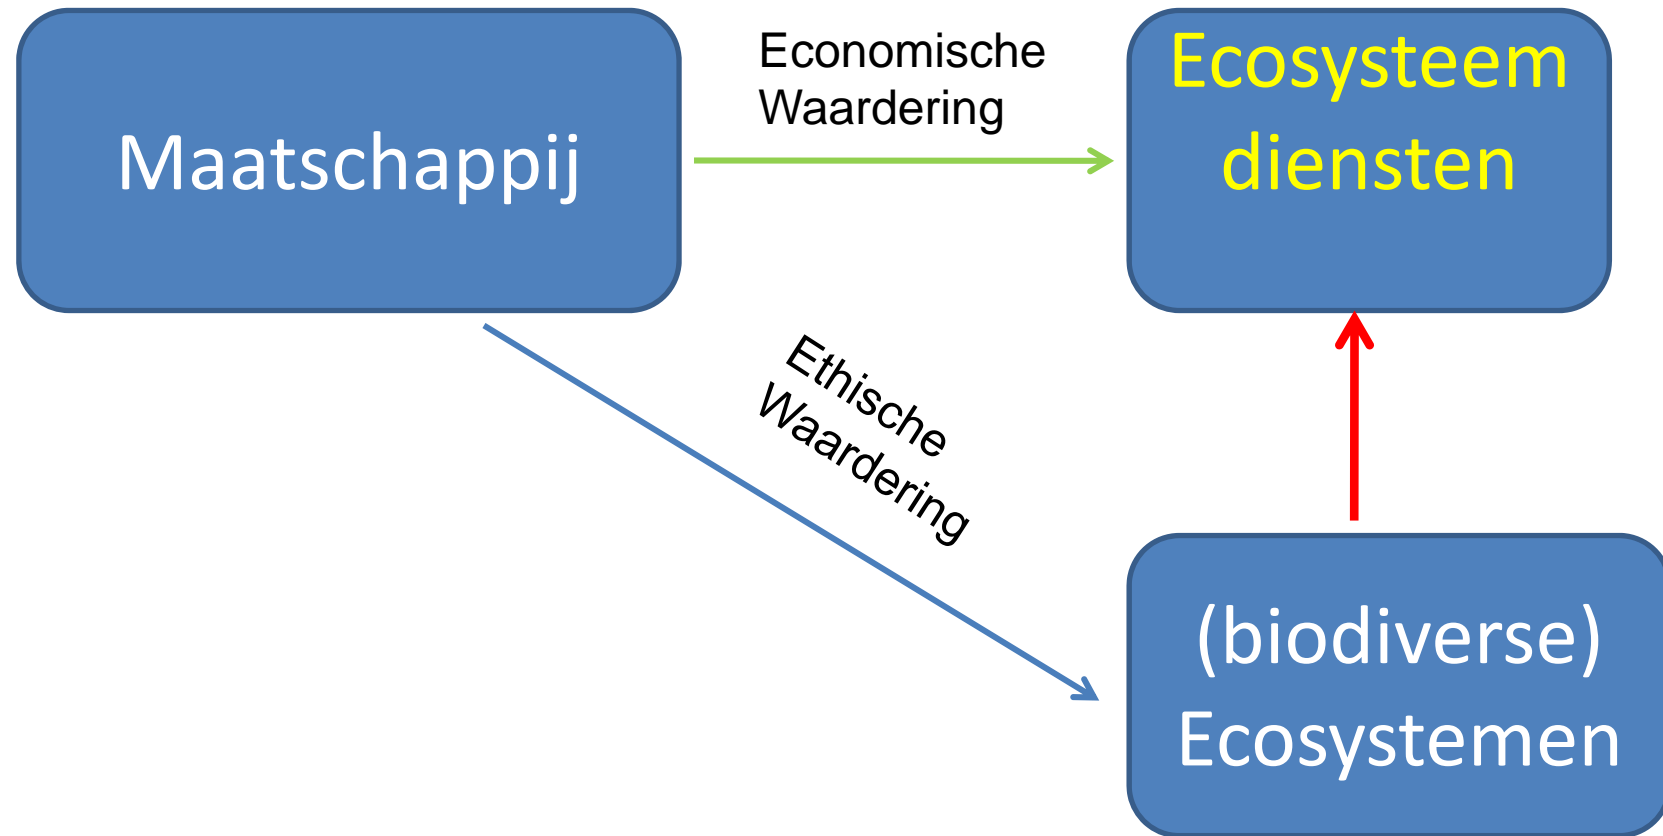 Maatschappij
Economische
Waardering
Ecosysteem
diensten
Ethische
Waardering
(biodiverse)
Ecosystemen